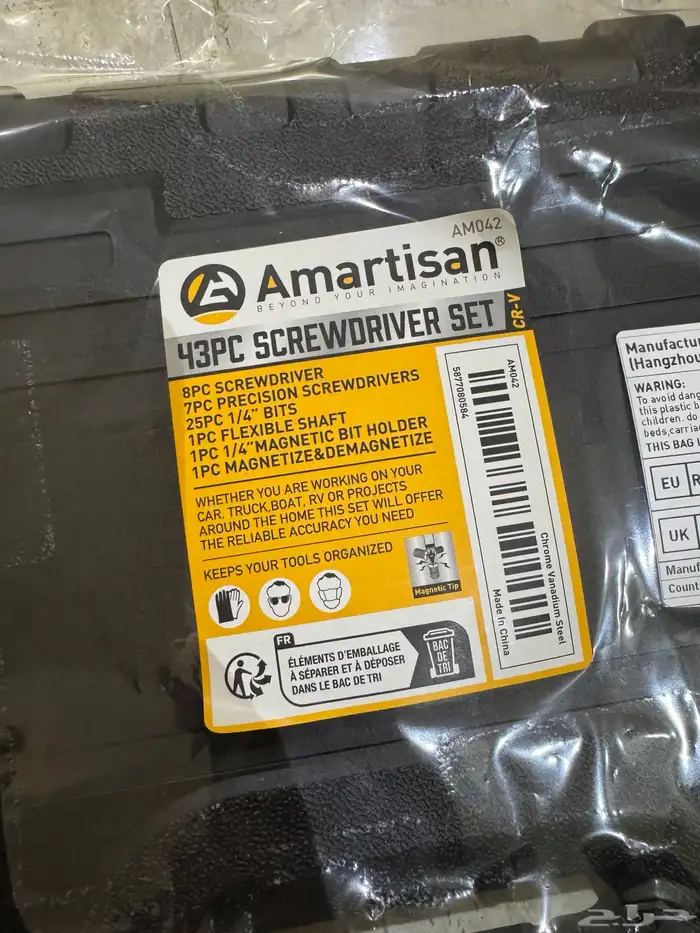 AM042
Amartisan®
BEYOND YOUR IMAGINATION
43PC SCREWDRIVER SET
CR-V
8PC SCREWDRIVER
7PC PRECISION SCREWDRIVERS
25PC 1/4" BITS
1PC FLEXIBLE SHAFT
1PC 1/4"MAGNETIC BIT HOLDER
1PC MAGNETIZE&DEMAGNETIZE
WHETHER YOU ARE WORKING ON YOUR
CAR, TRUCK,BOAT, RV OR PROJECTS
AROUND THE HOME THIS SET WILL OFFER
THE RELIABLE ACCURACY YOU NEED
KEEPS YOUR TOOLS ORGANIZED
Magnetic Tip
AM042
5877080584
Chrome Vanadium Steel
Made In China
FR
ÉLÉMENTS D'EMBALLAGE
À SÉPARER ET À DÉPOSER
DANS LE BAC DE TRI
BAC
DE
TRI
Manufactur
(Hangzhou
WARING:
To avoid dang
this plastic b
children. do
beds,carria
THIS BAG I
EU R
UK
Manuf
Count
حراج